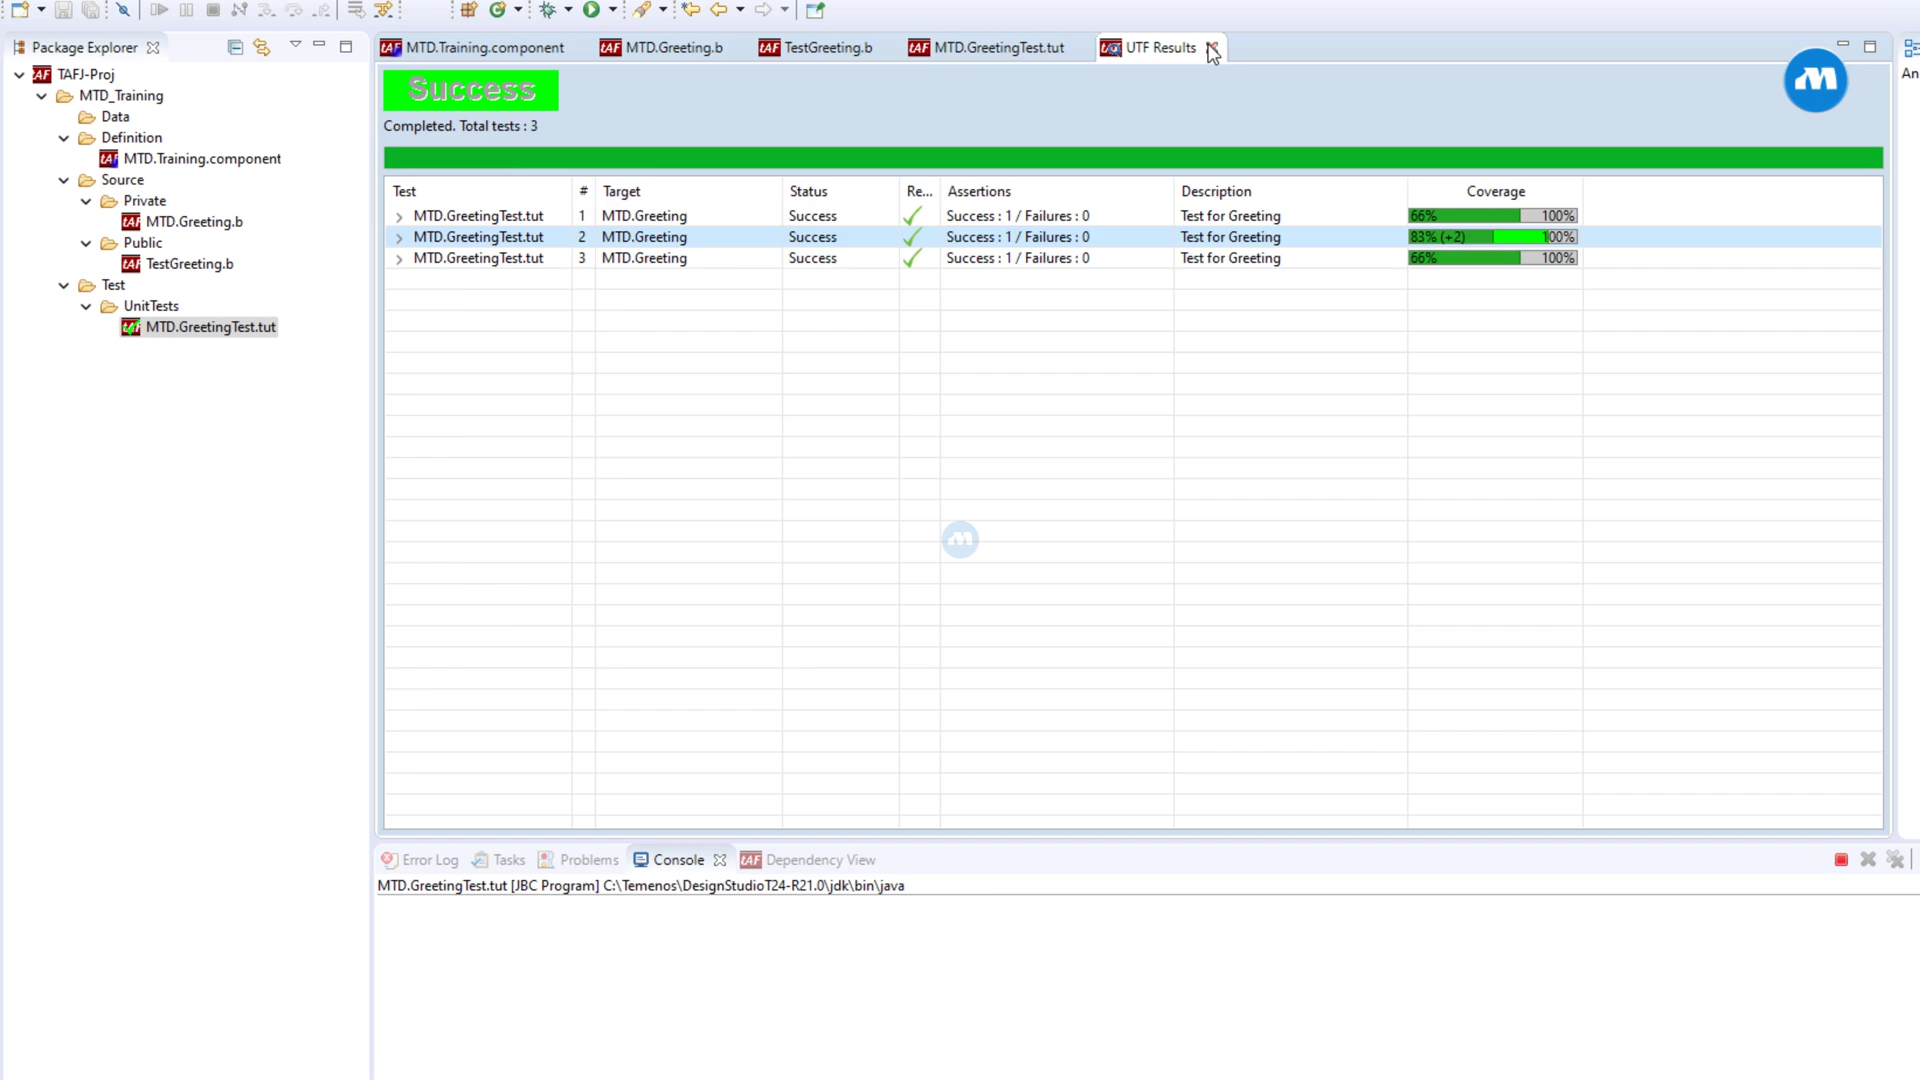 Package Explorer
TAFJ-Proj
MTD_Training
Data
Definition
MTD.Training.component
Source
Private
MTD.Greeting.b
Public
TestGreeting.b
Test
UnitTests
MTD.GreetingTest.tut
MTD.Training.component MTD.Greeting.b TestGreeting.b MTD.GreetingTest.tut UTF Results
Success
Completed. Total tests : 3
Test # Target Status Re... Assertions Description Coverage
MTD.GreetingTest.tut 1 MTD.Greeting Success Success : 1 / Failures : 0 Test for Greeting 66% 100%
MTD.GreetingTest.tut 2 MTD.Greeting Success Success : 1 / Failures : 0 Test for Greeting 83% (+2) 100%
MTD.GreetingTest.tut 3 MTD.Greeting Success Success : 1 / Failures : 0 Test for Greeting 66% 100%
An
Error Log Tasks Problems Console Dependency View
MTD.GreetingTest.tut [JBC Program] C:\Temenos\DesignStudioT24-R21.0\jdk\bin\java